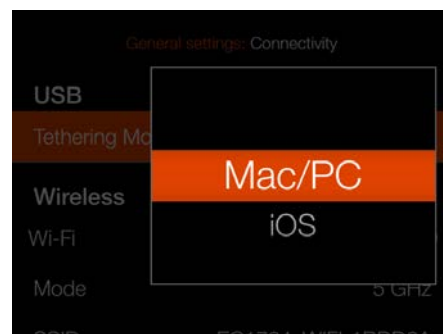 General settings: Connectivity
USB
Tethering Mo
Mac/PC
Wireless
iOS
Wi-Fi
Mode
5 GHz